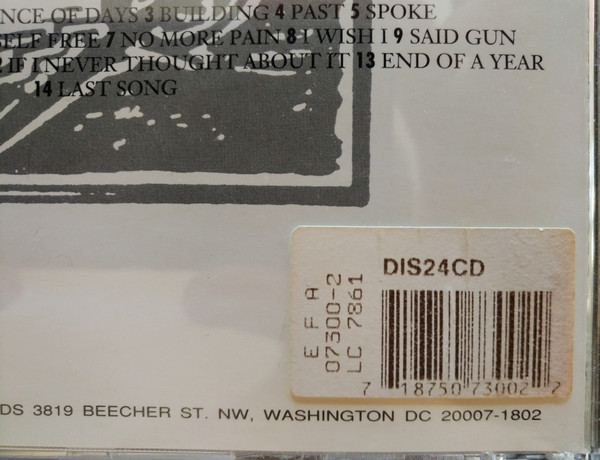 NCE OF DAYS 3 BUILDING 4 PAST 5 SPOKE
SELF FREE 7 NO MORE PAIN 8 I WISH I 9 SAID GUN
2 IF I NEVER THOUGHT ABOUT IT 13 END OF A YEAR
14 LAST SONG
DIS24CD
E F A
07300-2
LC 7861
7 18750 73002 2
DS 3819 BEECHER ST. NW, WASHINGTON DC 20007-1802